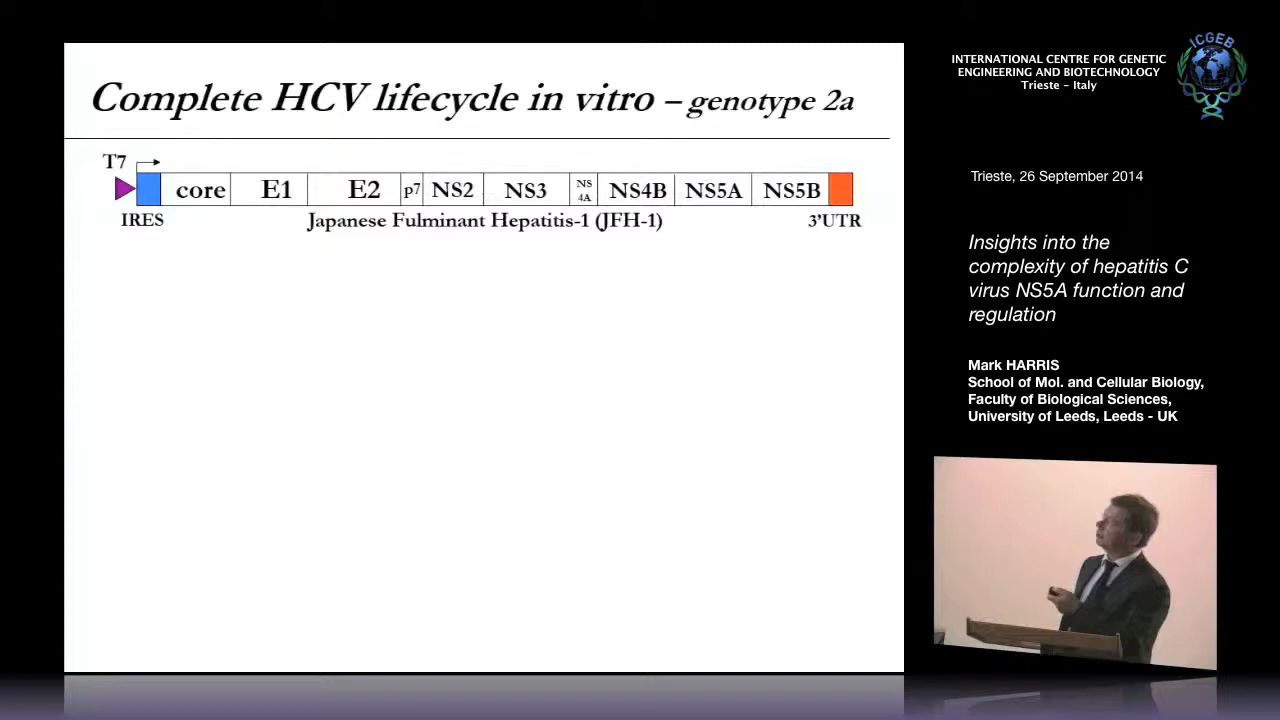 Complete HCV lifecycle in vitro – genotype 2a
T7
core E1 E2 p7 NS2 NS3 NS 4A NS4B NS5A NS5B
IRES
Japanese Fulminant Hepatitis-1 (JFH-1)
3'UTR
ICGEB
INTERNATIONAL CENTRE FOR GENETIC
ENGINEERING AND BIOTECHNOLOGY
Trieste - Italy
Trieste, 26 September 2014
Insights into the
complexity of hepatitis C
virus NS5A function and
regulation
Mark HARRIS
School of Mol. and Cellular Biology,
Faculty of Biological Sciences,
University of Leeds, Leeds - UK